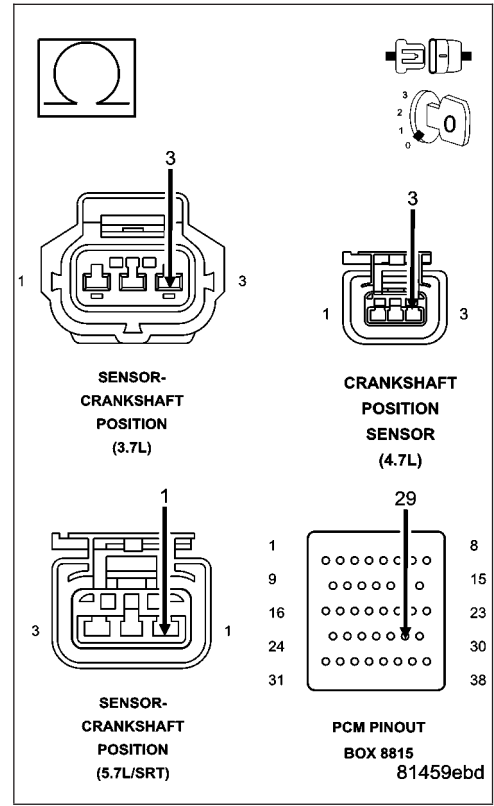 3
2
1
0
0
3
1 3
SENSOR-
CRANKSHAFT
POSITION
(3.7L)
3
1 3
CRANKSHAFT
POSITION
SENSOR
(4.7L)
1
3 1
SENSOR-
CRANKSHAFT
POSITION
(5.7L/SRT)
29
1 8
9 15
16 23
24 30
31 38
PCM PINOUT
BOX 8815
81459ebd